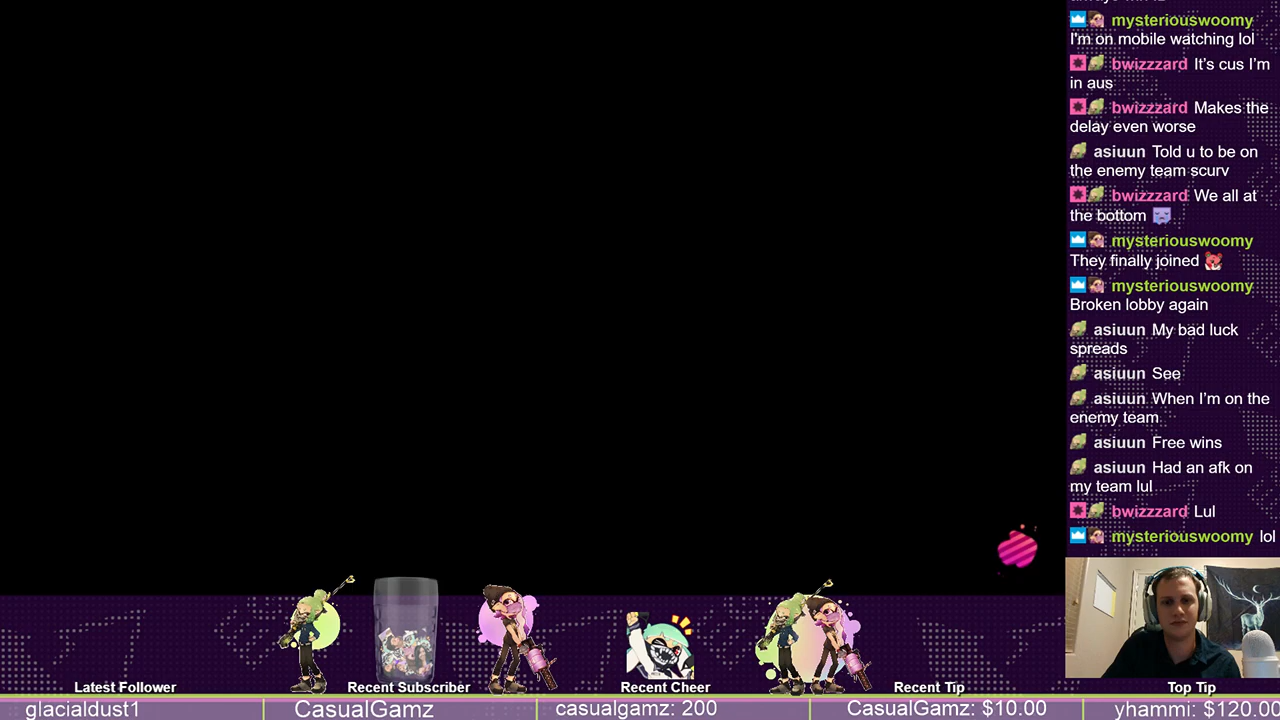 mysteriouswoomy
I'm on mobile watching lol
bwizzzard It’s cus I’m
in aus
bwizzzard Makes the
delay even worse
asiuun Told u to be on
the enemy team scurv
bwizzzard We all at
the bottom
mysteriouswoomy
They finally joined
mysteriouswoomy
Broken lobby again
asiuun My bad luck
spreads
asiuun See
asiuun When I’m on the
enemy team
asiuun Free wins
asiuun Had an afk on
my team lul
bwizzzard Lul
mysteriouswoomy lol
Latest Follower
Recent Subscriber
Recent Cheer
Recent Tip
Top Tip
glacialdust1
CasualGamz
casualgamz: 200
CasualGamz: $10.00
yhammi: $120.00